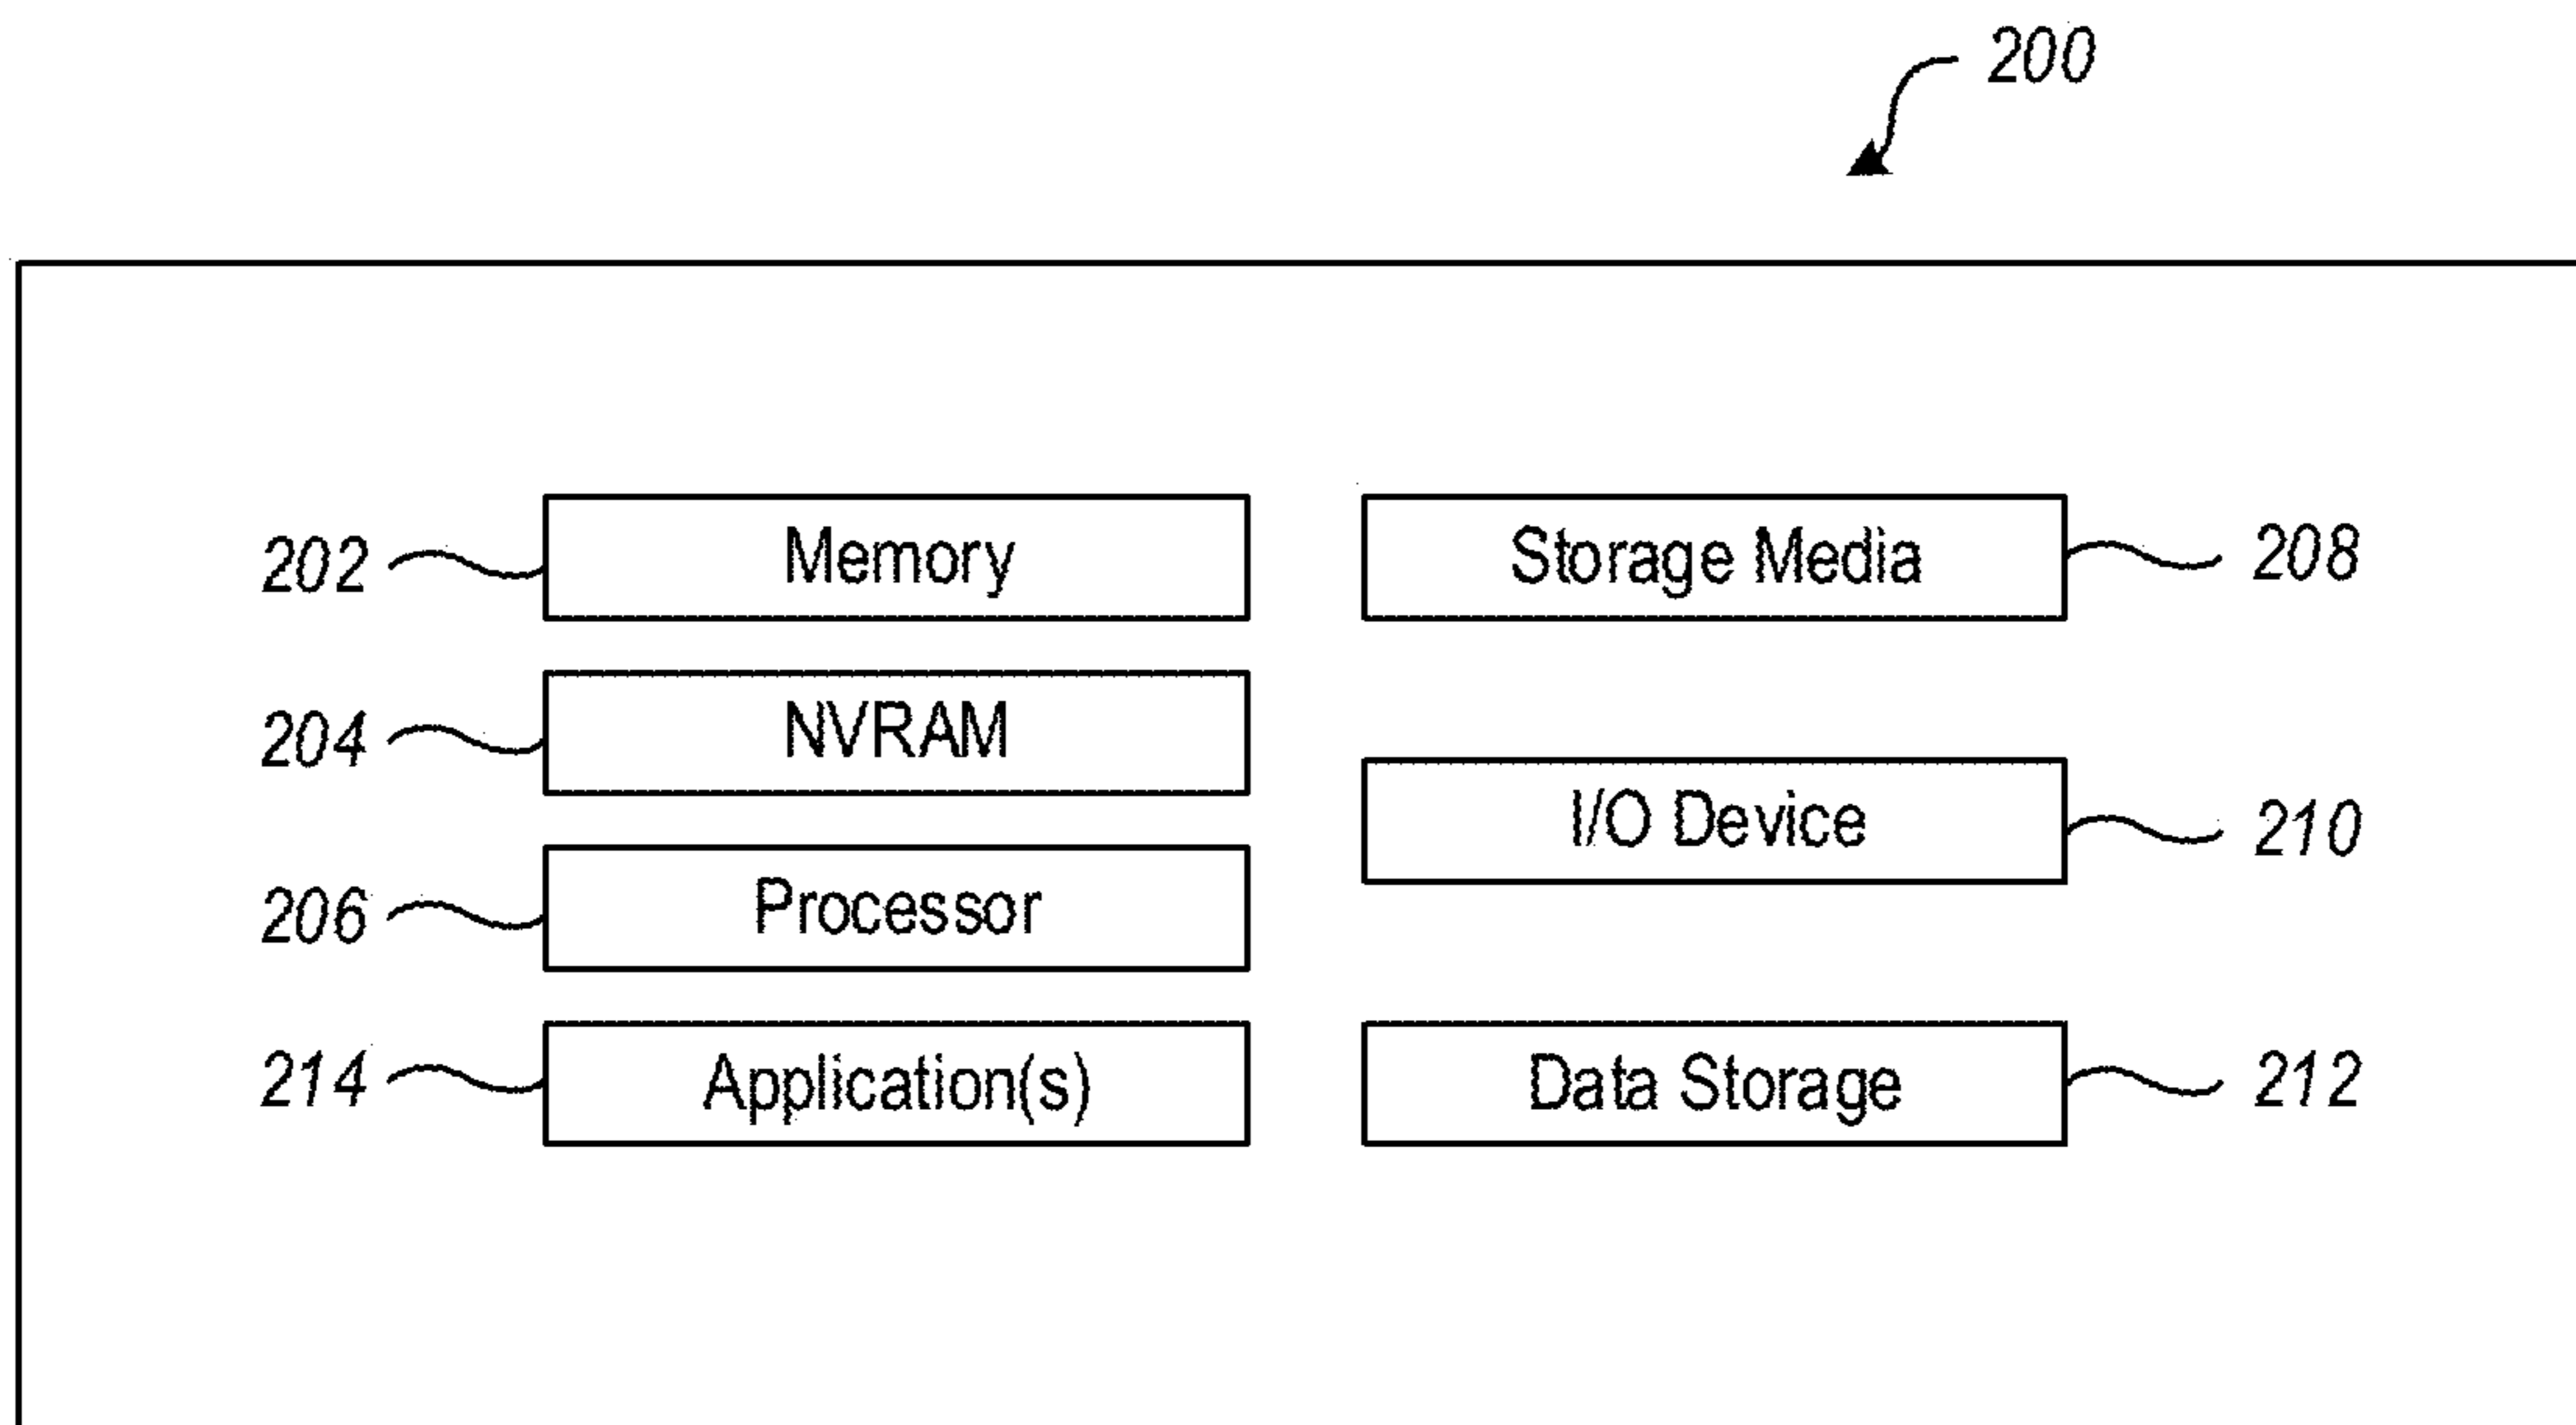 200
202 Memory Storage Media 208
204 NVRAM
I/O Device 210
206 Processor
214 Application(s) Data Storage 212